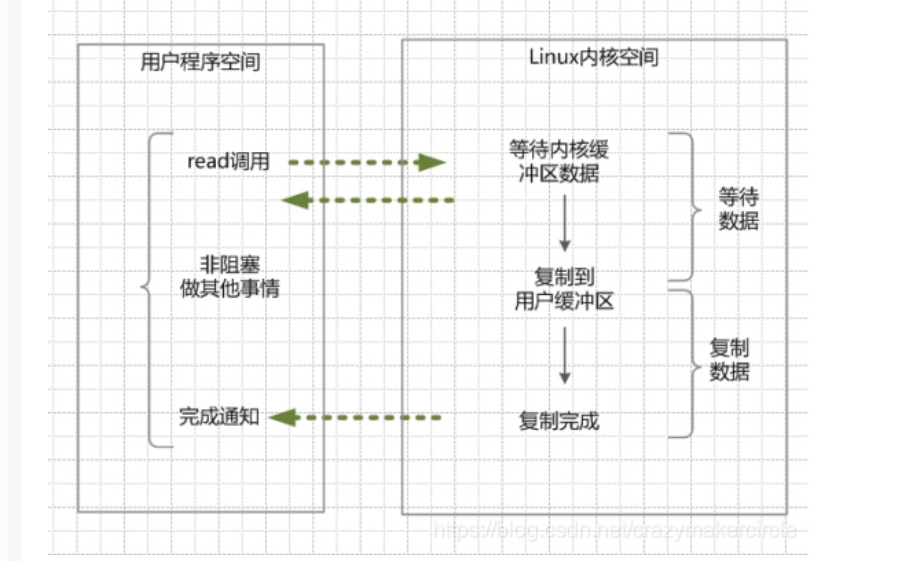 用户程序空间
Linux内核空间
read调用
等待内核缓
冲区数据
等待
数据
非阻塞
做其他事情
复制到
用户缓冲区
复制
数据
完成通知
复制完成
https://blog.csdn.net/crazymakercircle